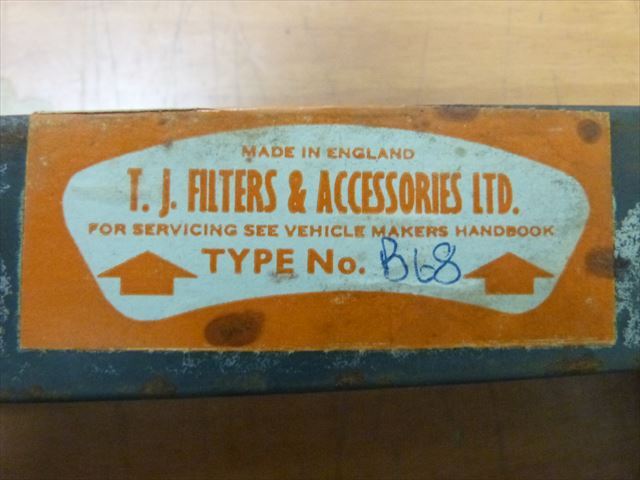 MADE IN ENGLAND
T. J. FILTERS & ACCESSORIES LTD.
FOR SERVICING SEE VEHICLE MAKERS HANDBOOK
TYPE No. B68